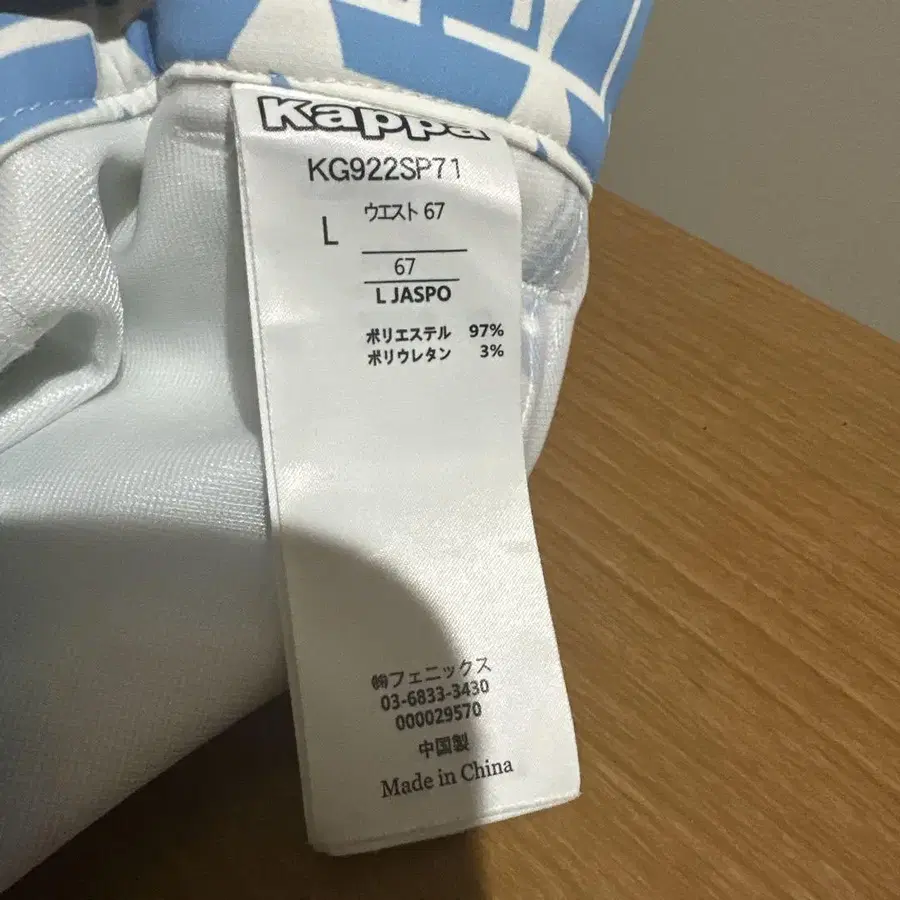 Kappa
KG922SP71
L
ウエスト 67
67
L JASPO
ポリエステル 97%
ポリウレタン 3%
㈱フェニックス
03-6833-3430
000029570
中国製
Made in China